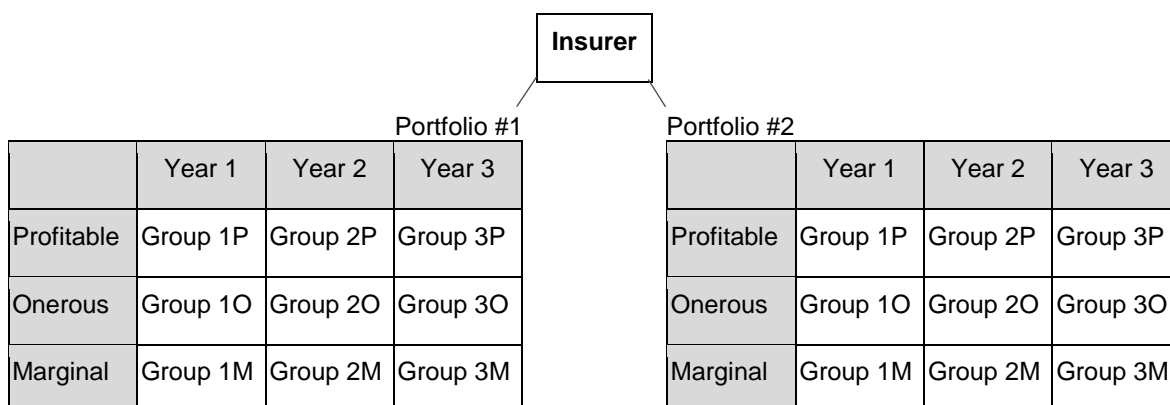 Insurer
Portfolio #1
Year 1 Year 2 Year 3
Profitable Group 1P Group 2P Group 3P
Onerous Group 1O Group 2O Group 3O
Marginal Group 1M Group 2M Group 3M
Portfolio #2
Year 1 Year 2 Year 3
Profitable Group 1P Group 2P Group 3P
Onerous Group 1O Group 2O Group 3O
Marginal Group 1M Group 2M Group 3M